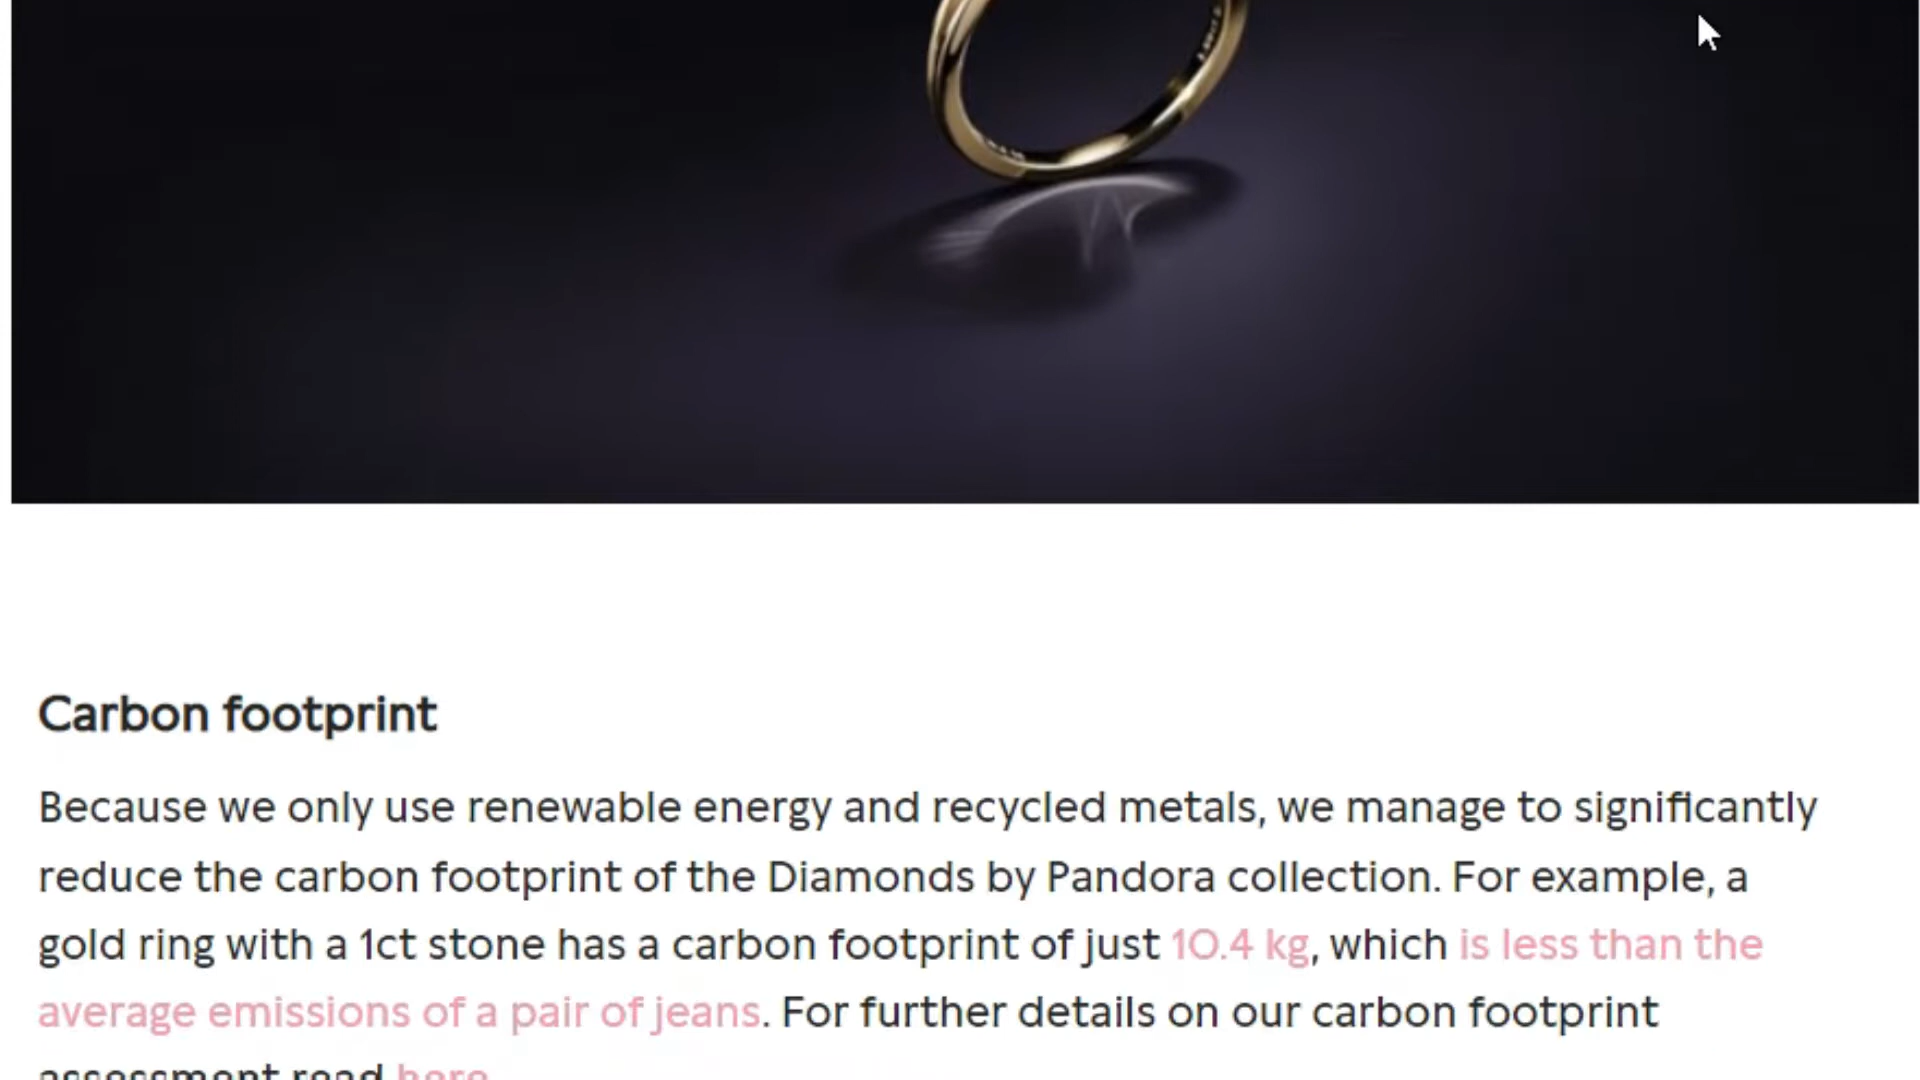 Carbon footprint
Because we only use renewable energy and recycled metals, we manage to significantly
reduce the carbon footprint of the Diamonds by Pandora collection. For example, a
gold ring with a 1ct stone has a carbon footprint of just 10.4 kg, which is less than the
average emissions of a pair of jeans. For further details on our carbon footprint
assessment read here